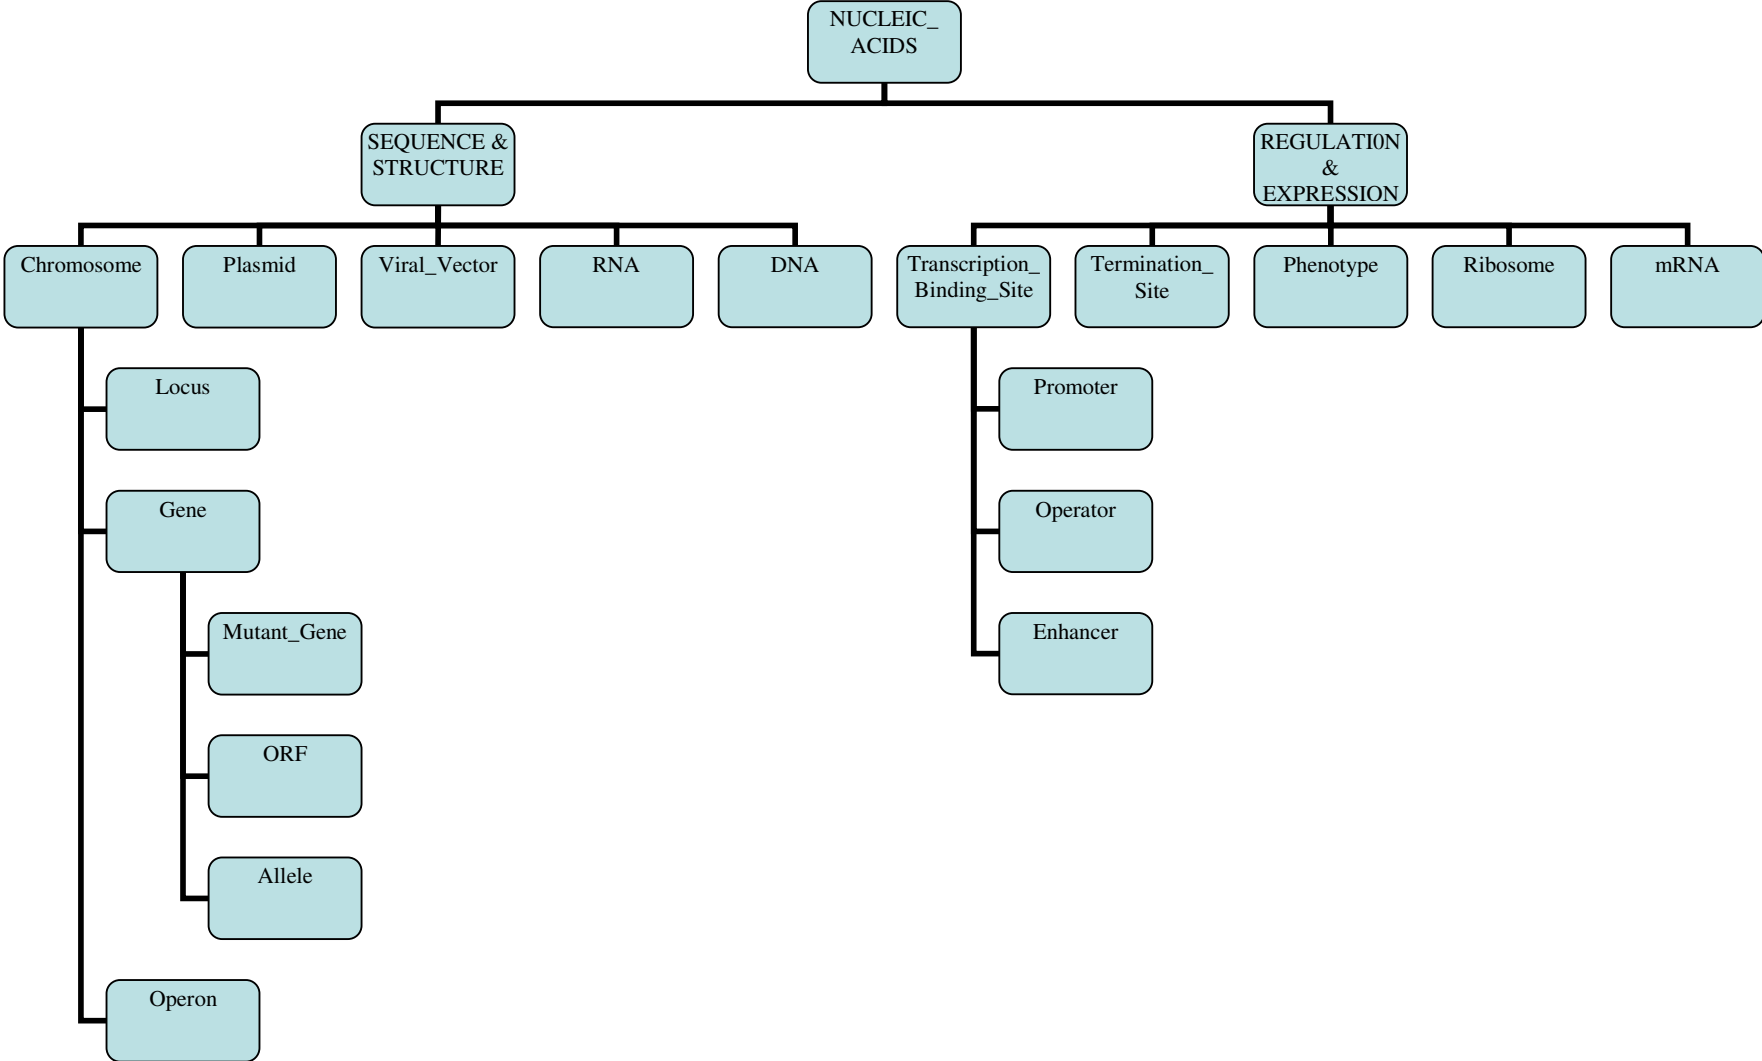 NUCLEIC_
ACIDS
SEQUENCE &
STRUCTURE
REGULATI0N
&
EXPRESSION
Chromosome
Plasmid
Viral_Vector
RNA
DNA
Transcription_
Binding_Site
Termination_
Site
Phenotype
Ribosome
mRNA
Locus
Promoter
Gene
Operator
Mutant_Gene
Enhancer
ORF
Allele
Operon